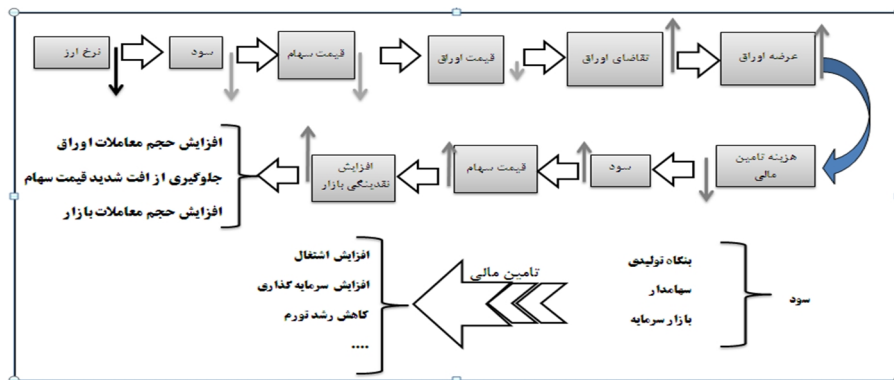 نرخ ارز
سود
قیمت سهام
قیمت اوراق
تقاضای اوراق
عرضه اوراق
هزینه تامین
مالی
سود
قیمت سهام
افزایش
نقدینگی بازار
افزایش حجم معاملات اوراق
جلوگیری از افت شدید قیمت سهام
افزایش حجم معاملات بازار
سود
بنگاه تولیدی
سهامدار
بازار سرمایه
تامین مالی
افزایش اشتغال
افزایش سرمایه گذاری
کاهش رشد تورم
....